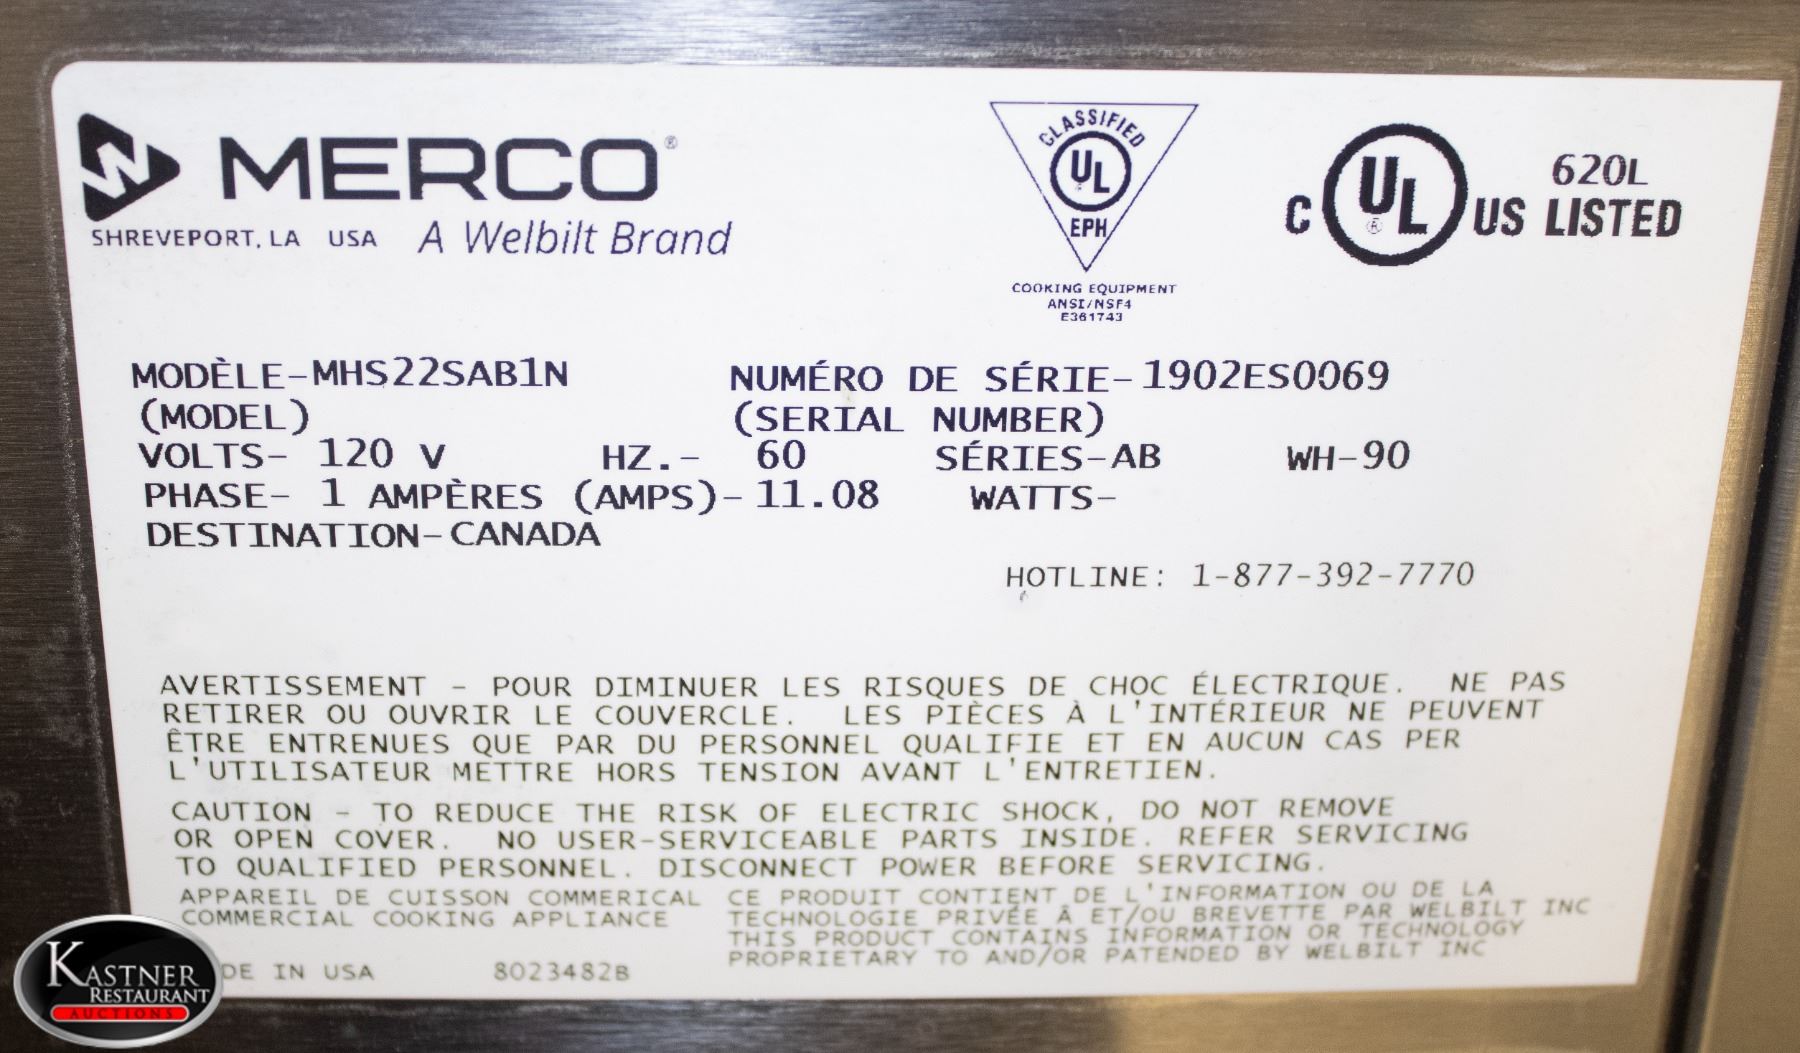 MERCO®
SHREVEPORT, LA USA A Welbilt Brand
CLASSIFIED
UL
EPH
COOKING EQUIPMENT
ANSI/NSF4
E361743
C UL ® US LISTED
620L
MODÈLE-MHS22SAB1N NUMÉRO DE SÉRIE-1902ES0069
(MODEL) (SERIAL NUMBER)
VOLTS- 120 V HZ.- 60 SÉRIES-AB WH-90
PHASE- 1 AMPÈRES (AMPS)-11.08 WATTS-
DESTINATION-CANADA
HOTLINE: 1-877-392-7770
AVERTISSEMENT - POUR DIMINUER LES RISQUES DE CHOC ÉLECTRIQUE. NE PAS
RETIRER OU OUVRIR LE COUVERCLE. LES PIÈCES À L'INTÉRIEUR NE PEUVENT
ÊTRE ENTRENUES QUE PAR DU PERSONNEL QUALIFIE ET EN AUCUN CAS PER
L'UTILISATEUR METTRE HORS TENSION AVANT L'ENTRETIEN.
CAUTION - TO REDUCE THE RISK OF ELECTRIC SHOCK, DO NOT REMOVE
OR OPEN COVER. NO USER-SERVICEABLE PARTS INSIDE. REFER SERVICING
TO QUALIFIED PERSONNEL. DISCONNECT POWER BEFORE SERVICING.
APPAREIL DE CUISSON COMMERICAL
COMMERCIAL COOKING APPLIANCE
CE PRODUIT CONTIENT DE L'INFORMATION OU DE LA
TECHNOLOGIE PRIVÉE À ET/OU BREVETTE PAR WELBILT INC
THIS PRODUCT CONTAINS INFORMATION OR TECHNOLOGY
PROPRIETARY TO AND/OR PATENTED BY WELBILT INC
DE IN USA 8023482B
KASTNER
RESTAURANT
AUCTIONS